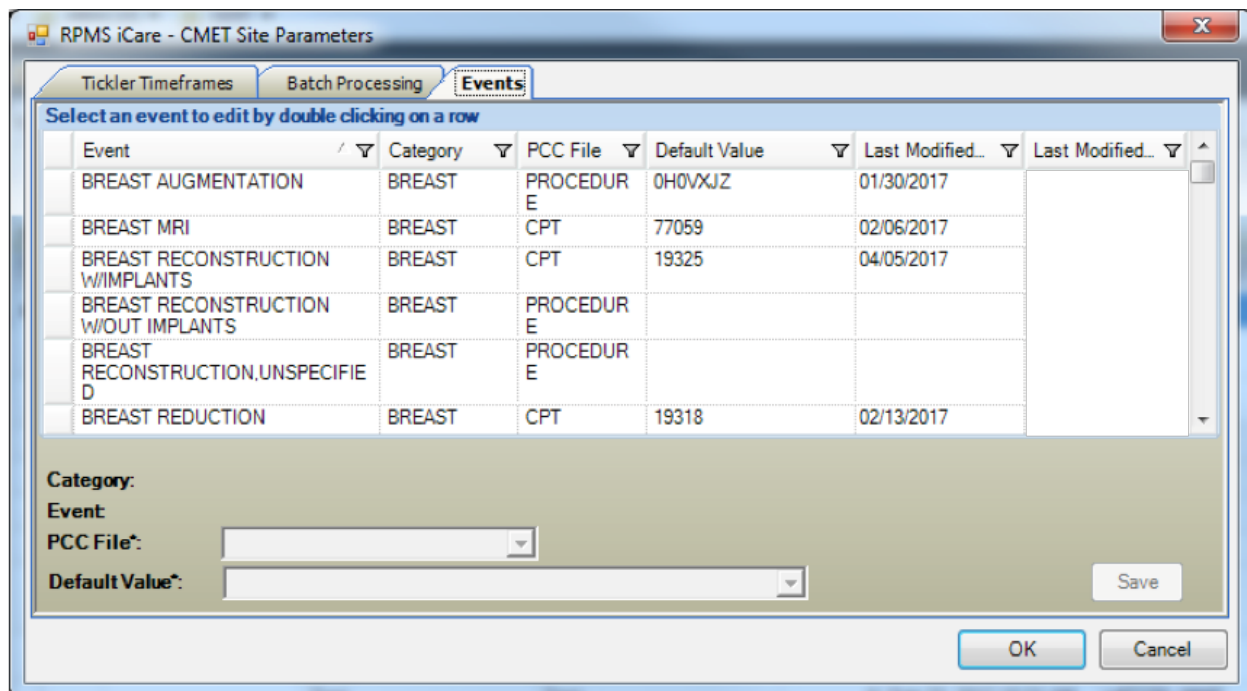 RPMS iCare - CMET Site Parameters
Tickler Timeframes Batch Processing Events
Select an event to edit by double clicking on a row
Event Category PCC File Default Value Last Modified... Last Modified...
BREAST AUGMENTATION BREAST PROCEDUR 0H0VXJZ 01/30/2017
E
BREAST MRI BREAST CPT 77059 02/06/2017
BREAST RECONSTRUCTION BREAST CPT 19325 04/05/2017
W/IMPLANTS
BREAST RECONSTRUCTION BREAST PROCEDUR
W/OUT IMPLANTS E
BREAST BREAST PROCEDUR
RECONSTRUCTION,UNSPECIFIE E
D
BREAST REDUCTION BREAST CPT 19318 02/13/2017
Category:
Event:
PCC File*:
Default Value*:
Save
OK Cancel